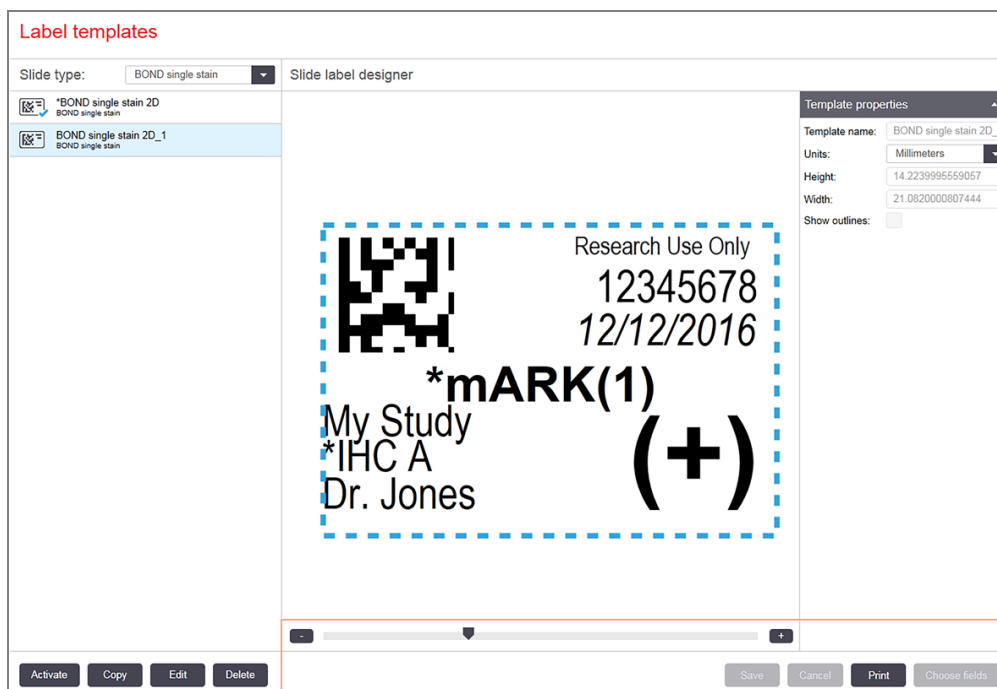 Label templates
Slide type: BOND single stain
Slide label designer
*BOND single stain 2D
BOND single stain
BOND single stain 2D_1
BOND single stain
Template properties
Template name: BOND single stain 2D_
Units: Millimeters
Height: 14.2239995559057
Width: 21.0820000807444
Show outlines:
Research Use Only
12345678
12/12/2016
*mARK(1)
My Study
*IHC A
Dr. Jones
(+)
- +
Activate Copy Edit Delete
Save Cancel Print Choose fields